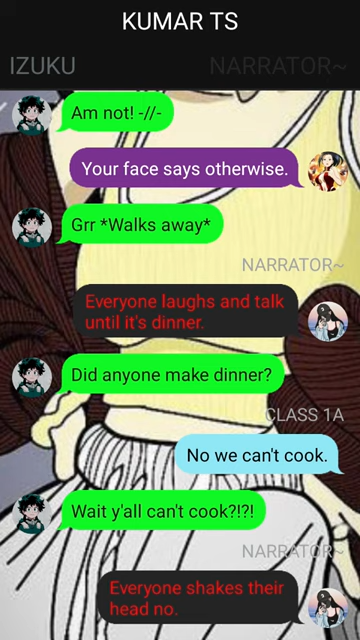 KUMAR TS
IZUKU
NARRATOR~
Am not! -//-
Your face says otherwise.
Grr *Walks away*
NARRATOR~
Everyone laughs and talk
until it's dinner.
Did anyone make dinner?
CLASS 1A
No we can't cook.
Wait y'all can't cook?!?!
NARRATOR~
Everyone shakes their
head no.